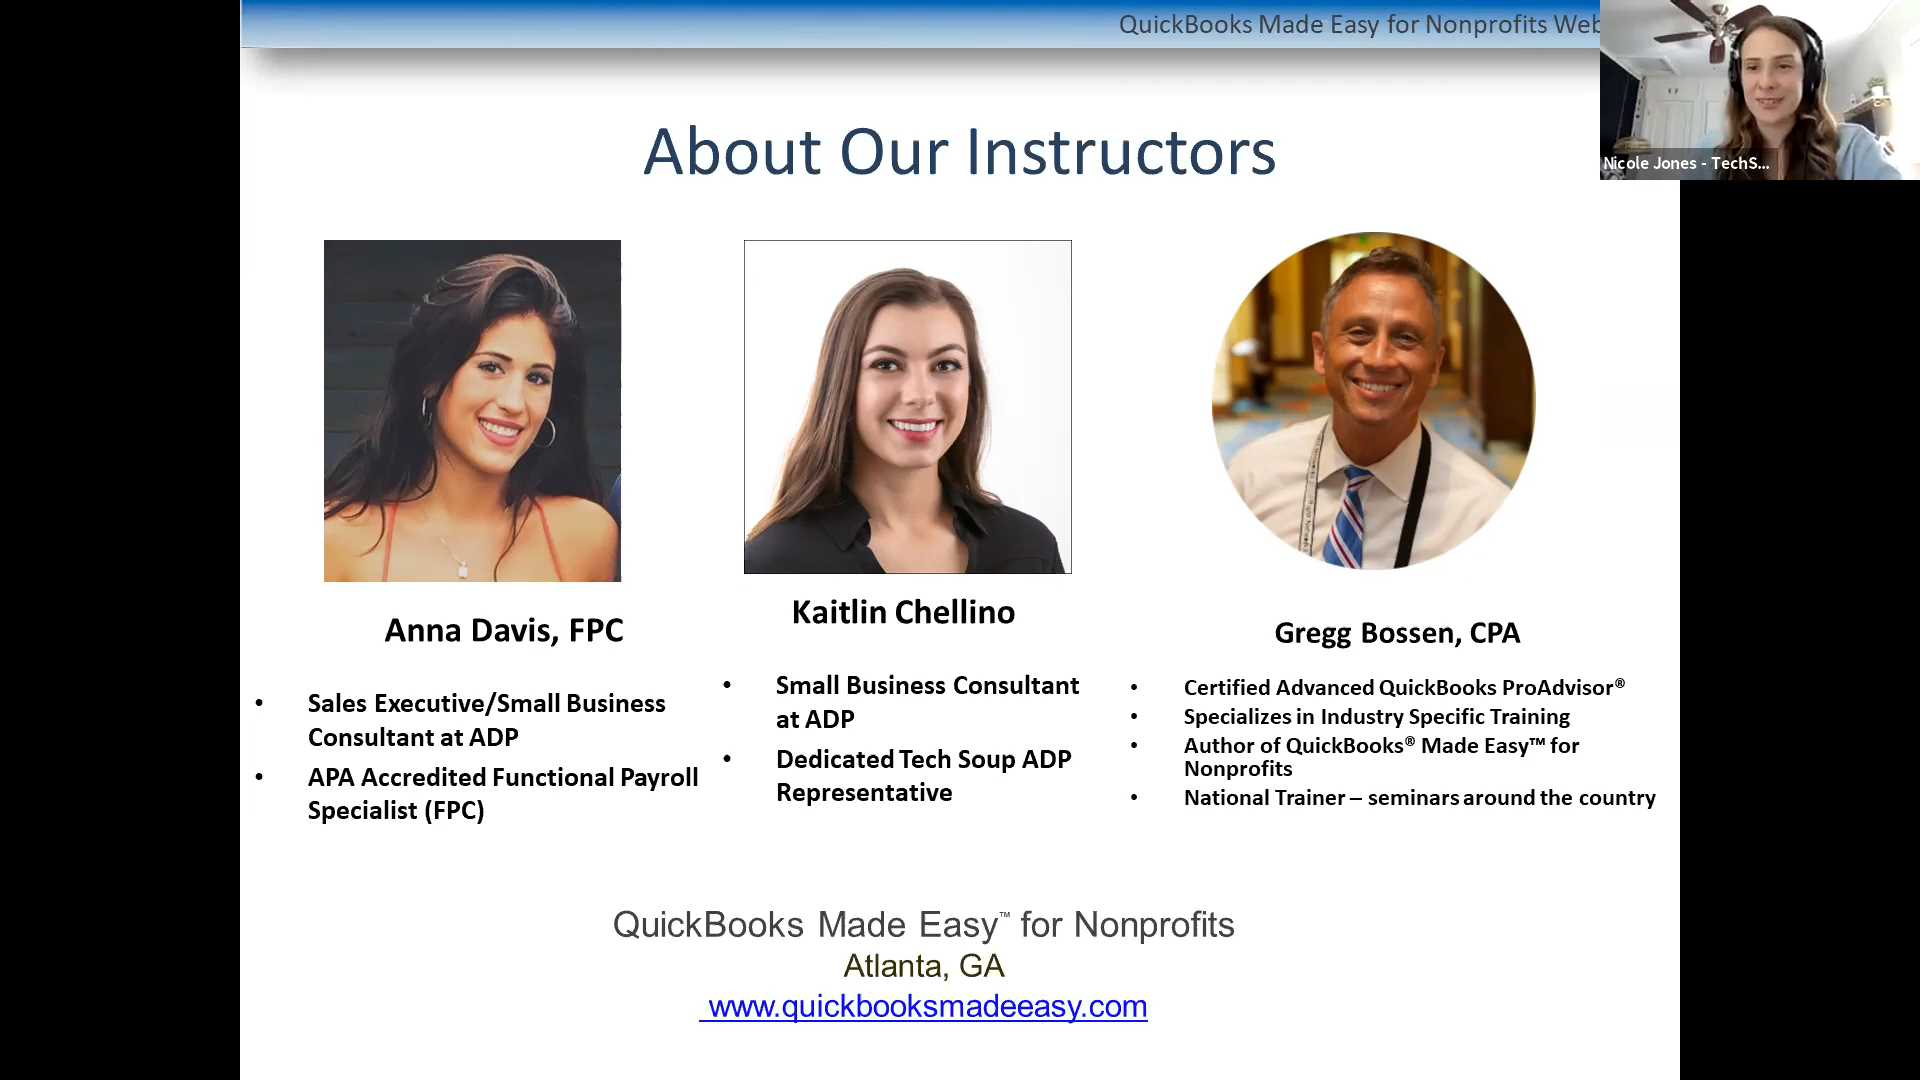 QuickBooks Made Easy for Nonprofits Web
Nicole Jones - TechS...
About Our Instructors
Anna Davis, FPC
• Sales Executive/Small Business
Consultant at ADP
• APA Accredited Functional Payroll
Specialist (FPC)
Kaitlin Chellino
• Small Business Consultant
at ADP
• Dedicated Tech Soup ADP
Representative
Gregg Bossen, CPA
• Certified Advanced QuickBooks ProAdvisor®
• Specializes in Industry Specific Training
• Author of QuickBooks® Made Easy™ for
Nonprofits
• National Trainer – seminars around the country
QuickBooks Made Easy™ for Nonprofits
Atlanta, GA
www.quickbooksmadeeasy.com